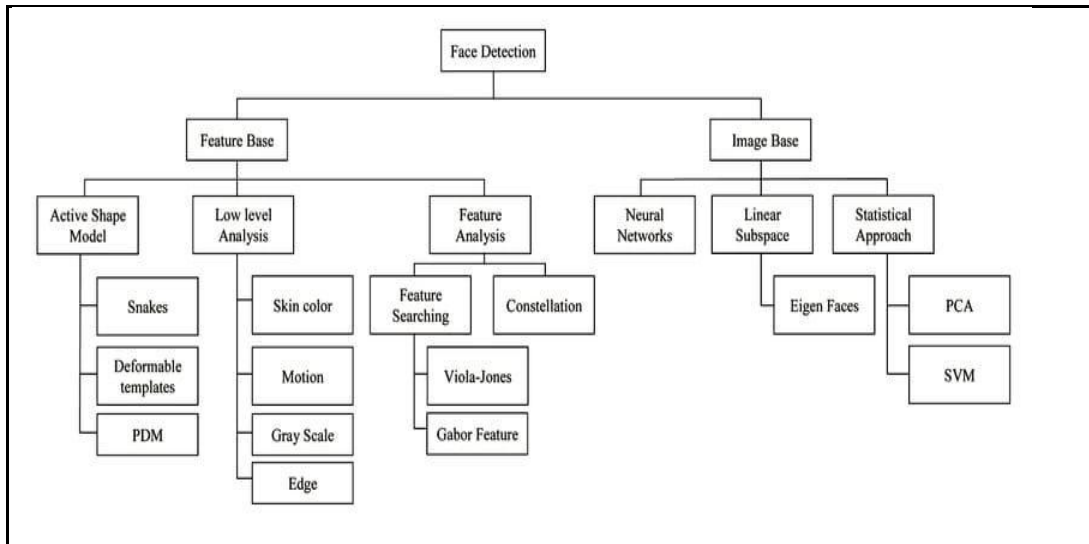 Face Detection
Feature Base
Image Base
Active Shape
Model
Low level
Analysis
Feature
Analysis
Neural
Networks
Linear
Subspace
Statistical
Approach
Snakes
Skin color
Feature
Searching
Constellation
Eigen Faces
PCA
Deformable
templates
Motion
Viola-Jones
SVM
PDM
Gray Scale
Gabor Feature
Edge